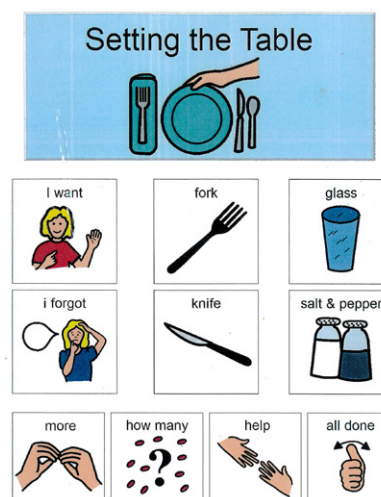 Setting the Table
I want
fork
glass
i forgot
knife
salt & pepper
more
how many
?
help
all done